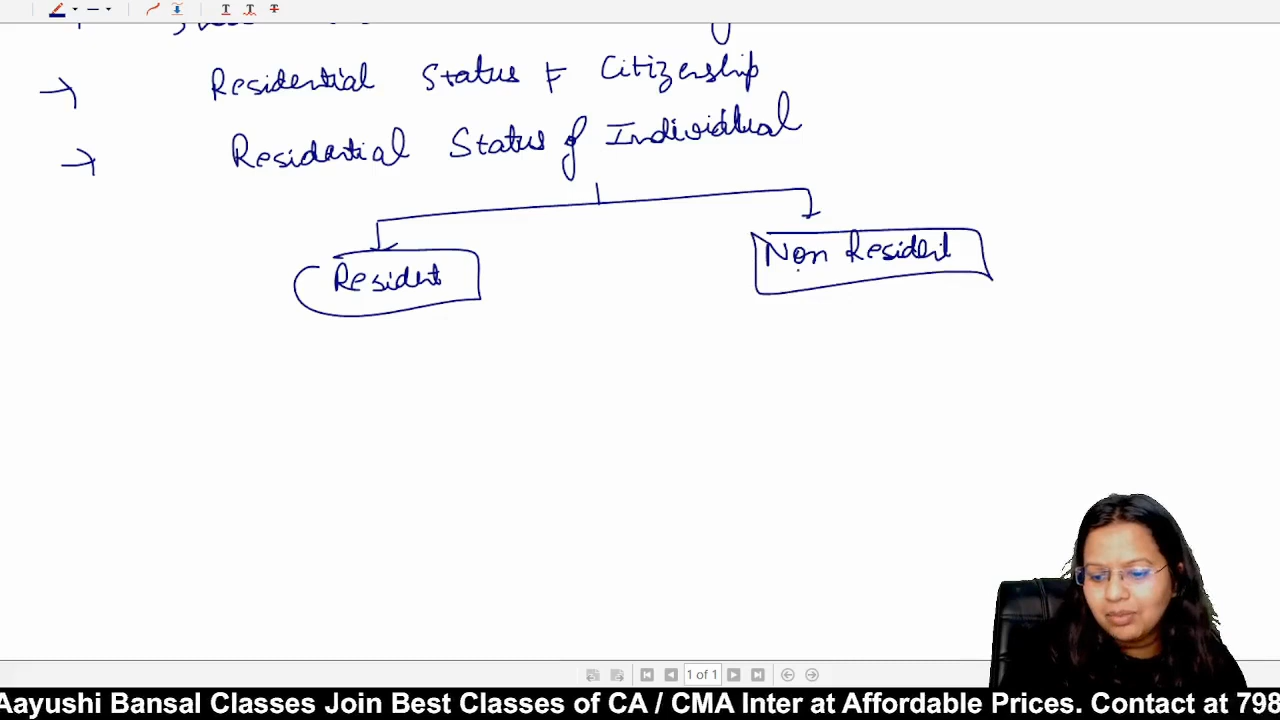 Residential Status ≠ Citizenship
Residential Status of Individual
Resident
Non Resident
1 of 1
Aayushi Bansal Classes Join Best Classes of CA / CMA Inter at Affordable Prices. Contact at 798